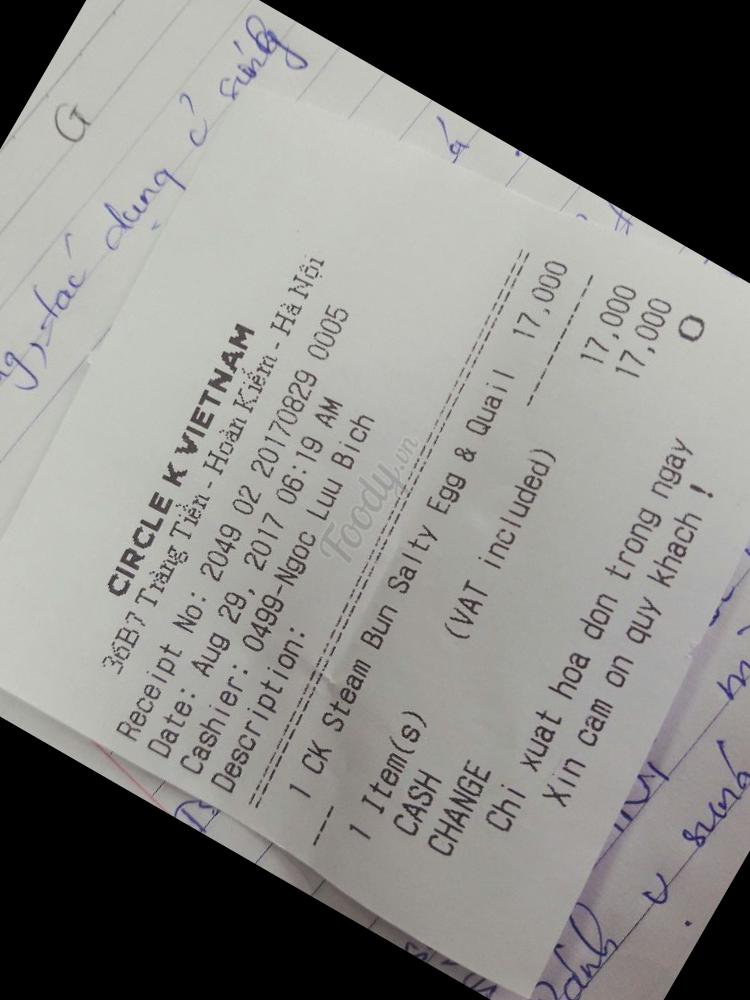 G
tác dụng ở súng
CIRCLE K VIETNAM
36B7 Tràng Tiền - Hoàn Kiếm - Hà Nội
Receipt No: 2049 02 20170829 0005
Date: Aug 29, 2017 06:19 AM
Cashier: 0499-Ngoc Luu Bich
Description:
1 CK Steam Bun Salty Egg & Quail 17,000
1 Item(s) (VAT included) 17,000
CASH 17,000
CHANGE 0
Chi xuat hoa don trong ngay
Xin cam on quy khach !
Foody.vn
súng